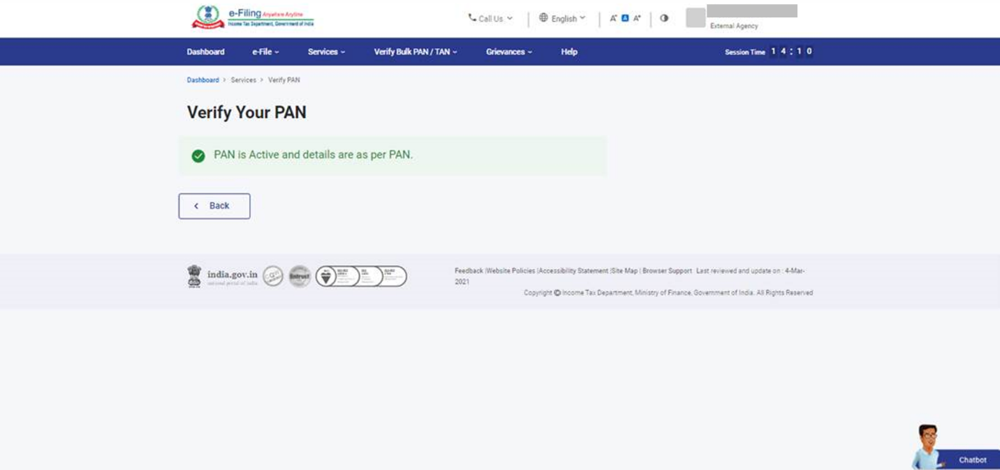 e-Filing Anywhere Anytime
Income Tax Department, Government of India
Call Us
English
A- A A+
External Agency
Dashboard e-File Services Verify Bulk PAN / TAN Grievances Help Session Time 1 4 : 1 0
Dashboard > Services > Verify PAN
Verify Your PAN
PAN is Active and details are as per PAN.
< Back
india.gov.in
national portal of india
Entrust
Feedback |Website Policies |Accessibility Statement |Site Map | Browser Support Last reviewed and update on : 4-Mar-
2021
Copyright © Income Tax Department, Ministry of Finance, Government of India. All Rights Reserved
Chatbot